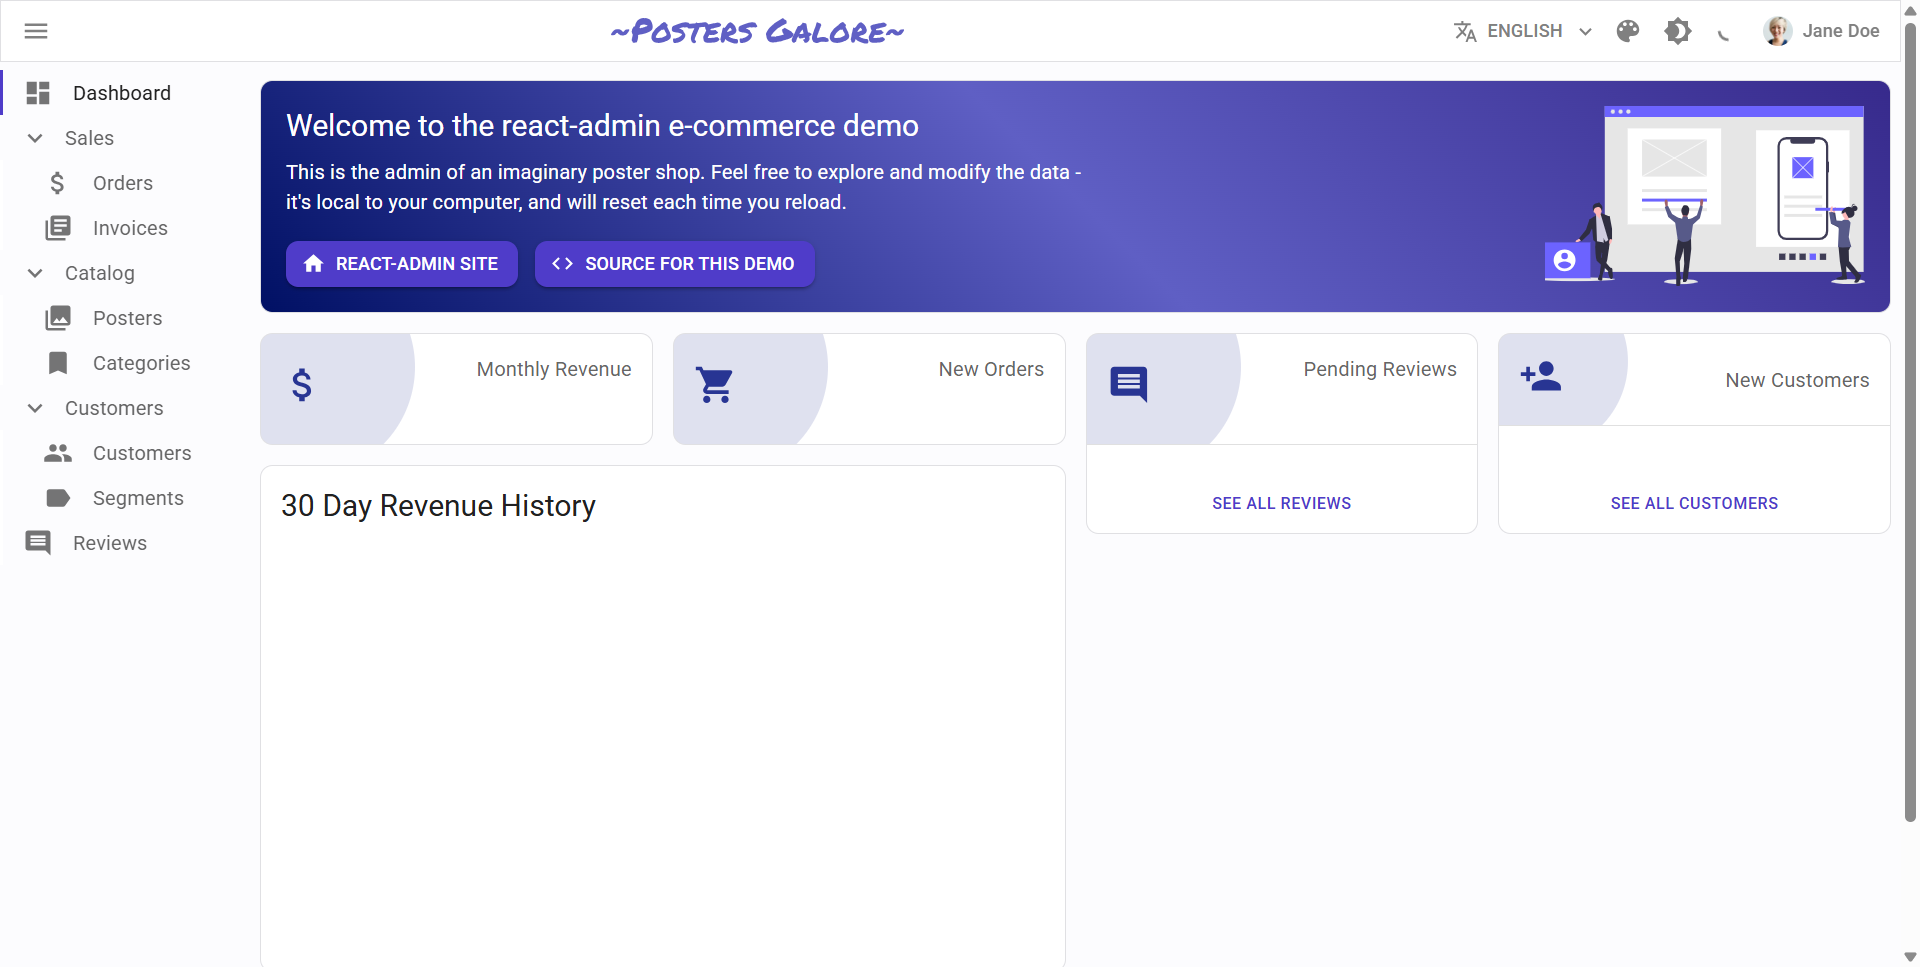 ~Posters Galore~
ENGLISH
Jane Doe
Dashboard
Sales
Orders
Invoices
Catalog
Posters
Categories
Customers
Customers
Segments
Reviews
Welcome to the react-admin e-commerce demo
This is the admin of an imaginary poster shop. Feel free to explore and modify the data -
it's local to your computer, and will reset each time you reload.
REACT-ADMIN SITE
SOURCE FOR THIS DEMO
Monthly Revenue
New Orders
Pending Reviews
New Customers
SEE ALL REVIEWS
SEE ALL CUSTOMERS
30 Day Revenue History